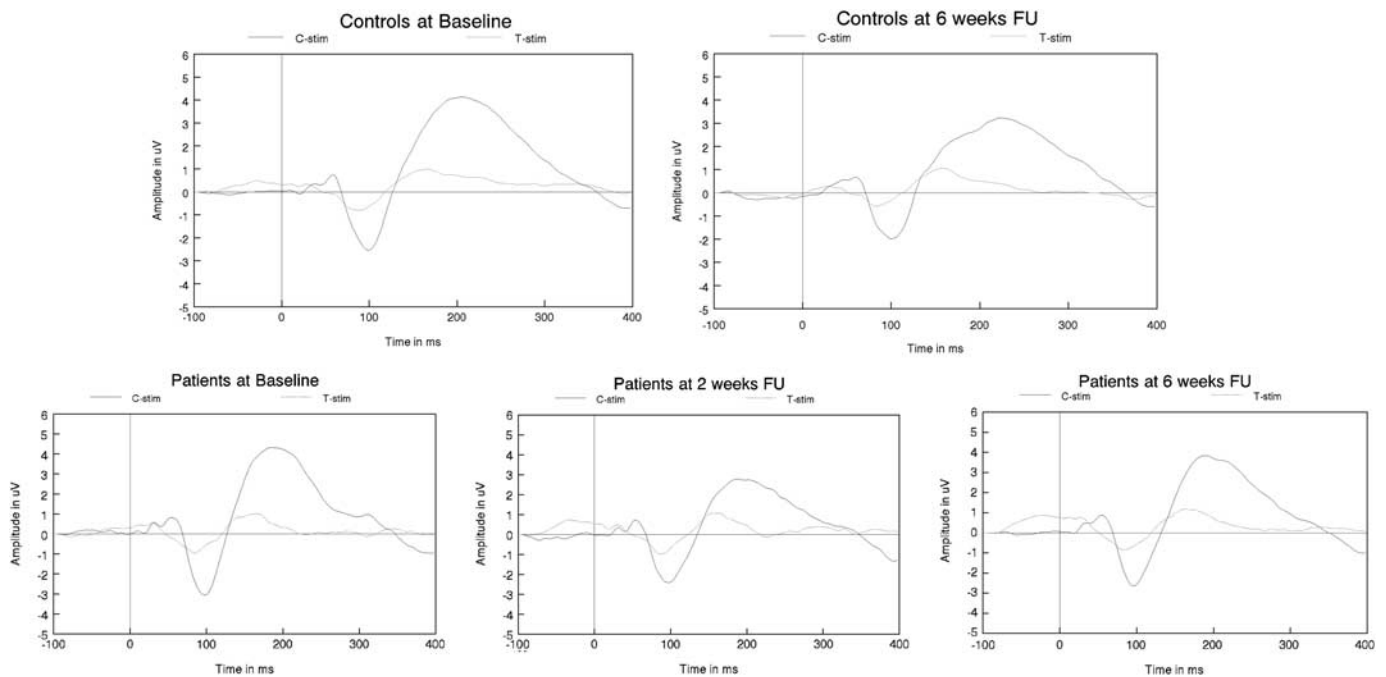 Controls at Baseline
C-stim T-stim
6
5
4
3
2
1
0
-1
-2
-3
-4
-5
Amplitude in uV
-100 0 100 200 300 400
Time in ms
Controls at 6 weeks FU
C-stim T-stim
6
5
4
3
2
1
0
-1
-2
-3
-4
-5
Amplitude in uV
-100 0 100 200 300 400
Time in ms
Patients at Baseline
C-stim T-stim
6
5
4
3
2
1
0
-1
-2
-3
-4
-5
Amplitude in uV
-100 0 100 200 300 400
Time in ms
Patients at 2 weeks FU
C-stim T-stim
6
5
4
3
2
1
0
-1
-2
-3
-4
-5
Amplitude in uV
-100 0 100 200 300 400
Time in ms
Patients at 6 weeks FU
C-stim T-stim
6
5
4
3
2
1
0
-1
-2
-3
-4
-5
Amplitude in uV
-100 0 100 200 300 400
Time in ms